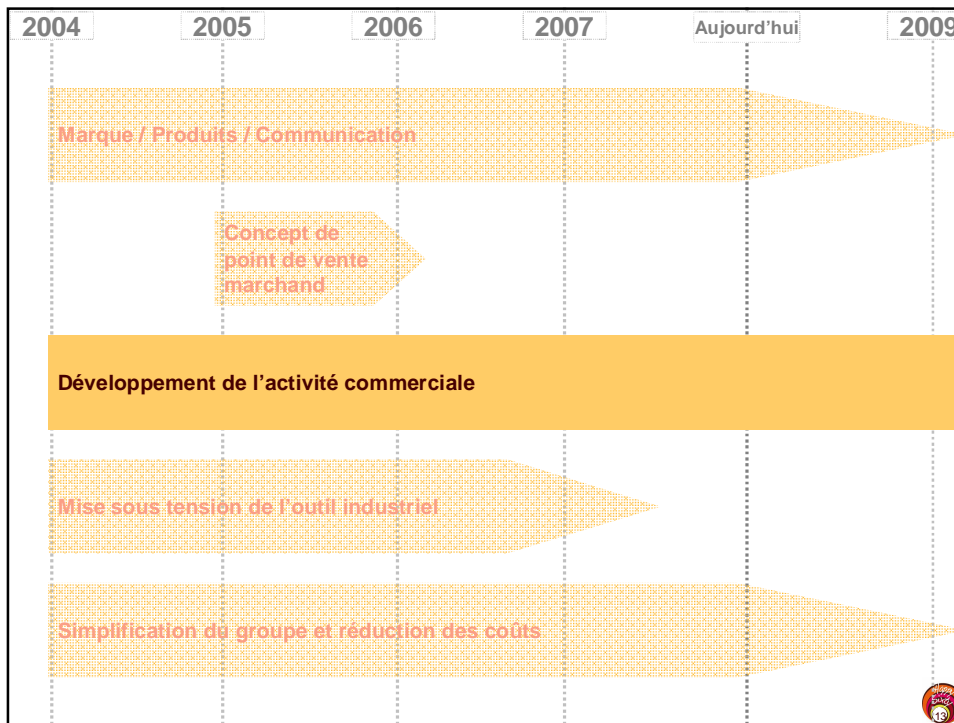 2004 2005 2006 2007 Aujourd'hui 2009
Marque / Produits / Communication
Concept de
point de vente
marchand
Développement de l'activité commerciale
Mise sous tension de l'outil industriel
Simplification du groupe et réduction des coûts
13